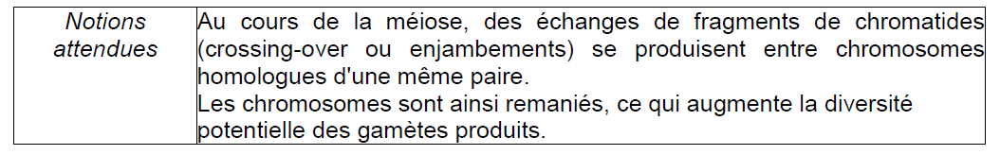 Notions
attendues
Au cours de la méiose, des échanges de fragments de chromatides
(crossing-over ou enjambements) se produisent entre chromosomes
homologues d'une même paire.
Les chromosomes sont ainsi remaniés, ce qui augmente la diversité
potentielle des gamètes produits.